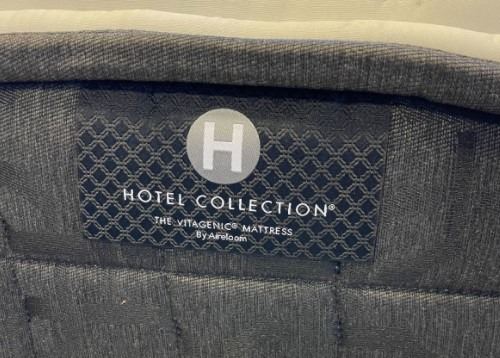 H
HOTEL COLLECTION®
THE VITAGENIC® MATTRESS
By Aireloom